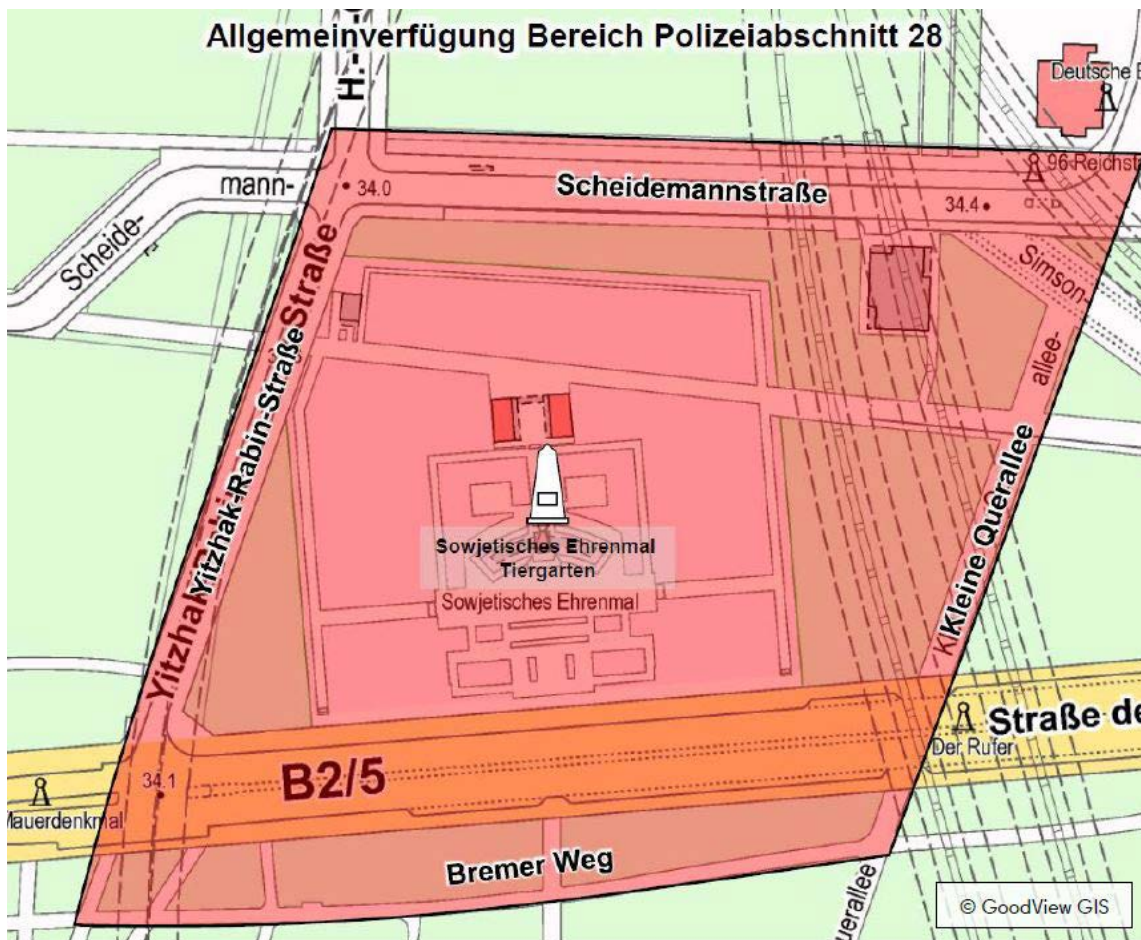 Allgemeinverfügung Bereich Polizeiabschnitt 28
Deutsche
96 Reichst
Scheidemannstraße
mann-
34.0
34.4
Scheide-
Straße
Simson-
allee-
Yitzhak-Rabin-Straße
Kleine Querallee
Sowjetisches Ehrenmal
Tiergarten
Sowjetisches Ehrenmal
Yitzhak
Straße de
Der Rufer
34.1
B2/5
Mauerdenkmal
Bremer Weg
uerallee
© GoodView GIS